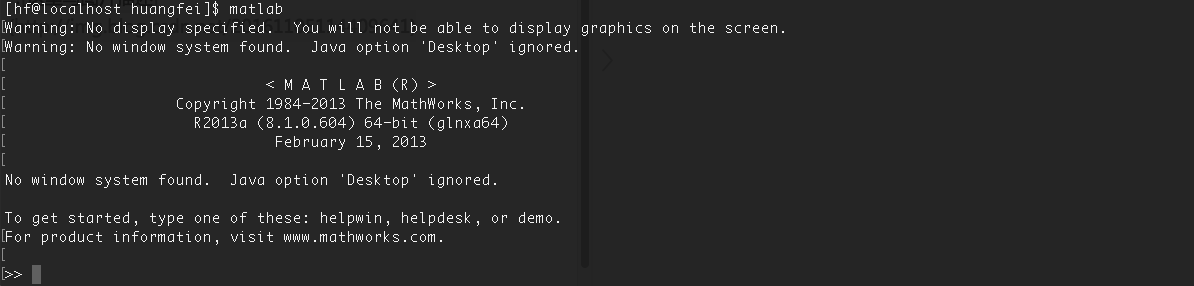 [hf@localhost huangfei]$ matlab
Warning: No display specified.  You will not be able to display graphics on the screen.
Warning: No window system found.  Java option 'Desktop' ignored.
[
[ < M A T L A B (R) >
[ Copyright 1984-2013 The MathWorks, Inc.
[ R2013a (8.1.0.604) 64-bit (glnxa64)
[ February 15, 2013
[
No window system found.  Java option 'Desktop' ignored.
To get started, type one of these: helpwin, helpdesk, or demo.
[For product information, visit www.mathworks.com.
[
[>>